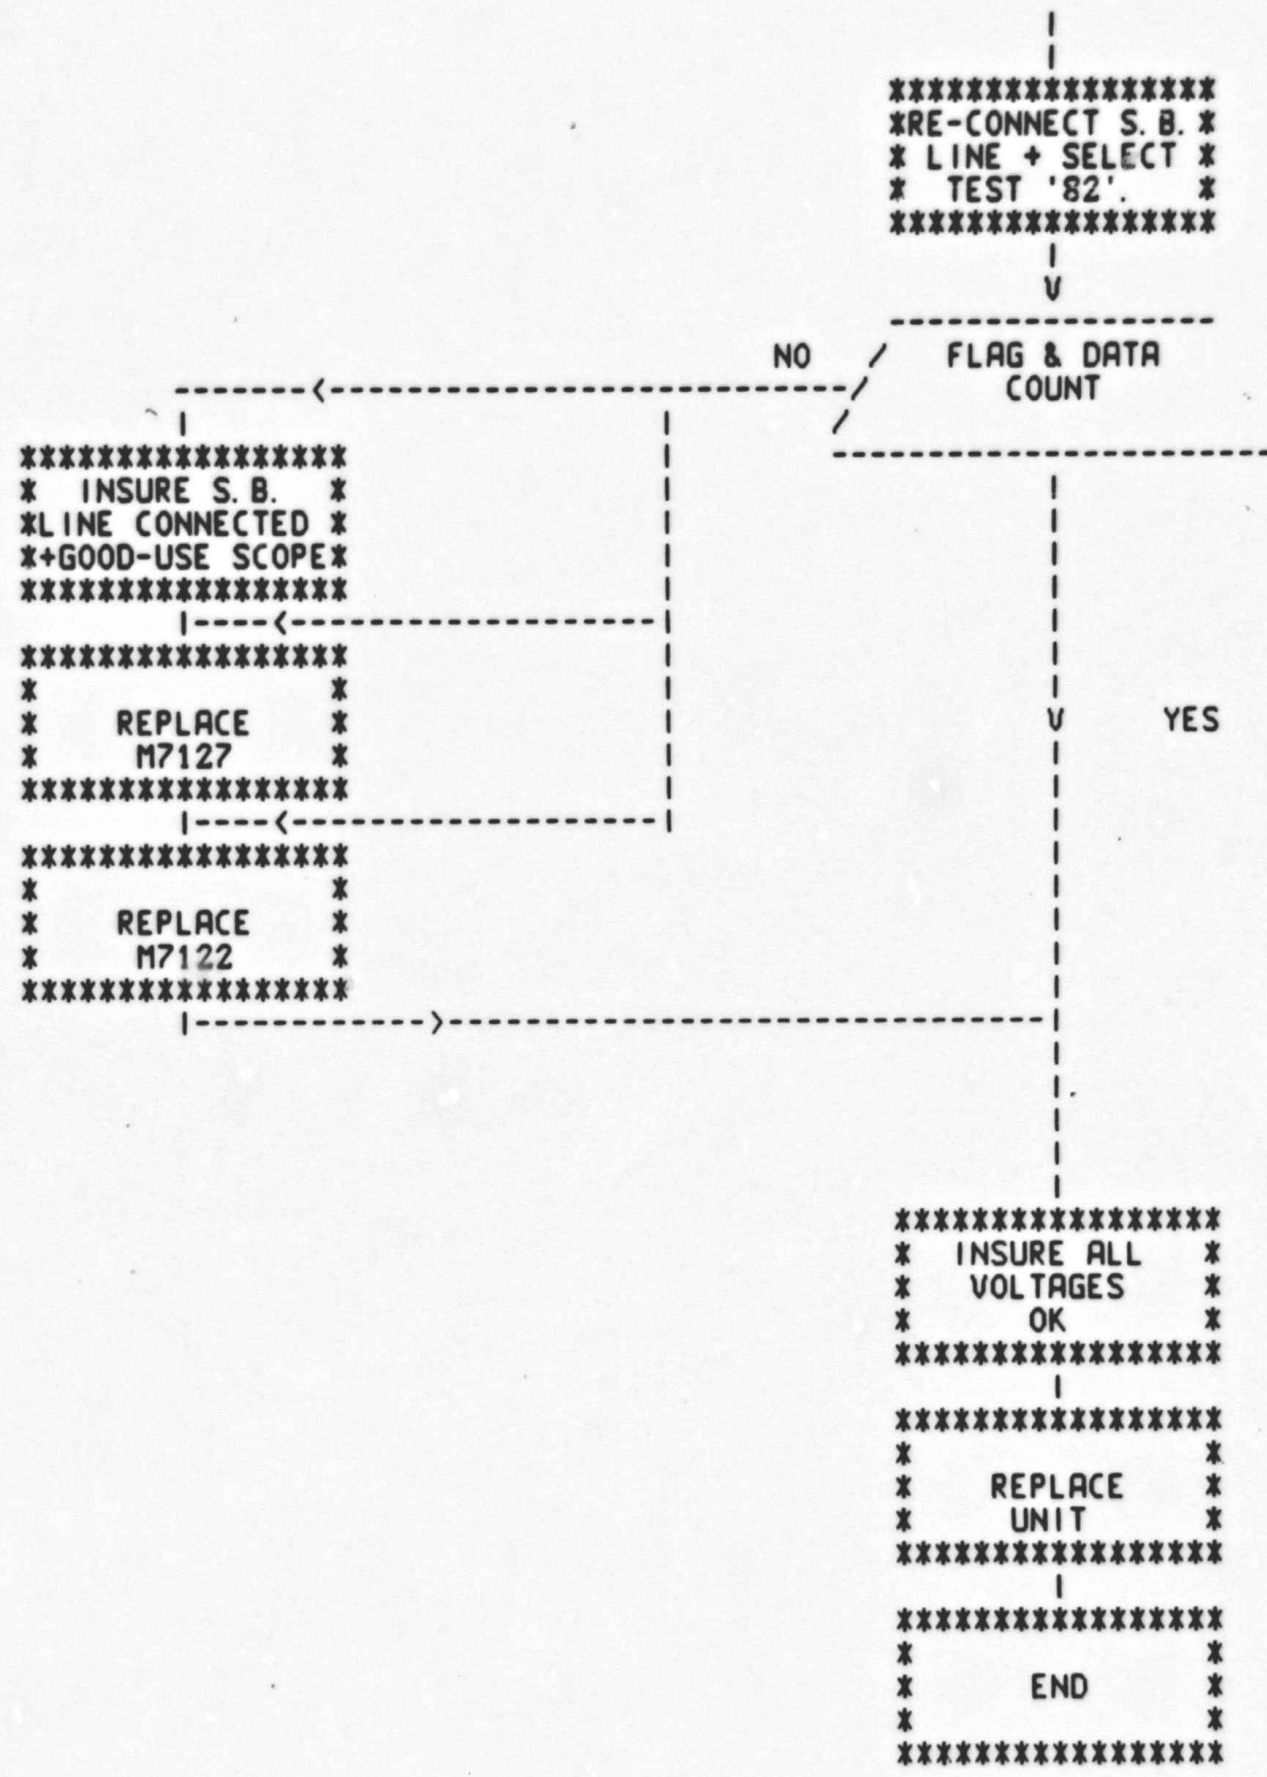 RE-CONNECT S. B.
LINE + SELECT
TEST '82'.
FLAG & DATA
COUNT
NO
INSURE S. B.
LINE CONNECTED
+GOOD-USE SCOPE
REPLACE
M7127
REPLACE
M7122
YES
INSURE ALL
VOLTAGES
OK
REPLACE
UNIT
END